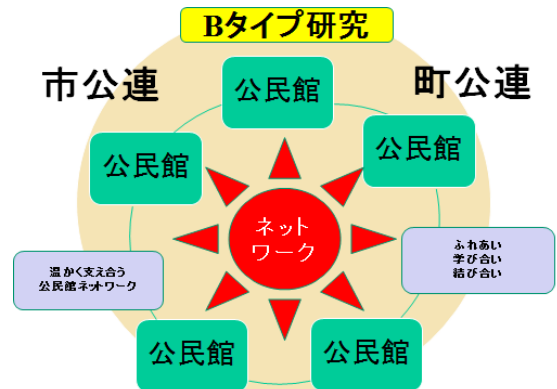 Bタイプ研究
市公連
町公連
公民館
公民館
公民館
ネット
ワーク
温かく支え合う
公民館ネットワーク
ふれあい
学び合い
結び合い
公民館
公民館